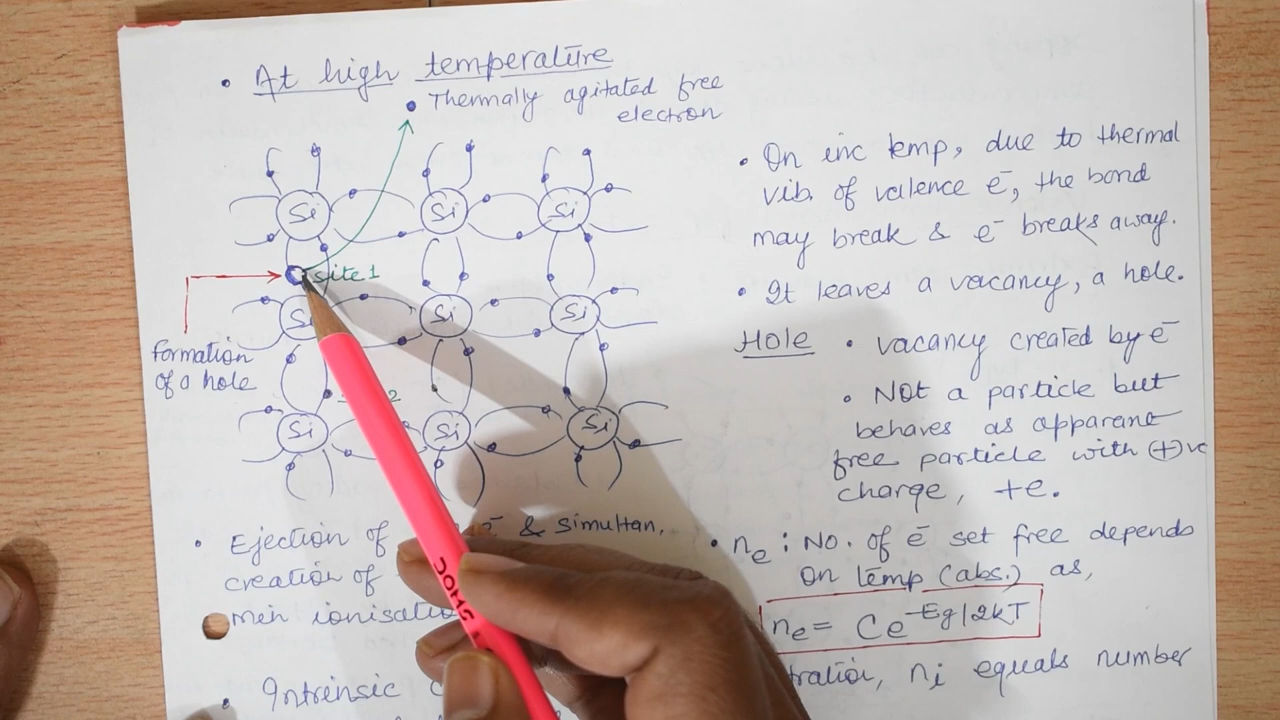 • At high temperature
• Thermally agitated free
electron
Si Si Si
site 1
Si Si Si
Formation
of a hole
2
Si Si Si
• Ejection of e⁻ & simultan.
creation of
men ionisatio
• Intrinsic c
• On inc temp, due to thermal
vib. of valence e⁻, the bond
may break & e⁻ breaks away.
• It leaves a vacancy, a hole.
Hole • vacancy created by e⁻
• Not a particle but
behaves as apparent
free particle with (+)ve
charge, +e.
• ne : No. of e⁻ set free depends
on temp (abs.) as,
ne = Ce^-Eg/2kT
tration, ni equals number
DOMS